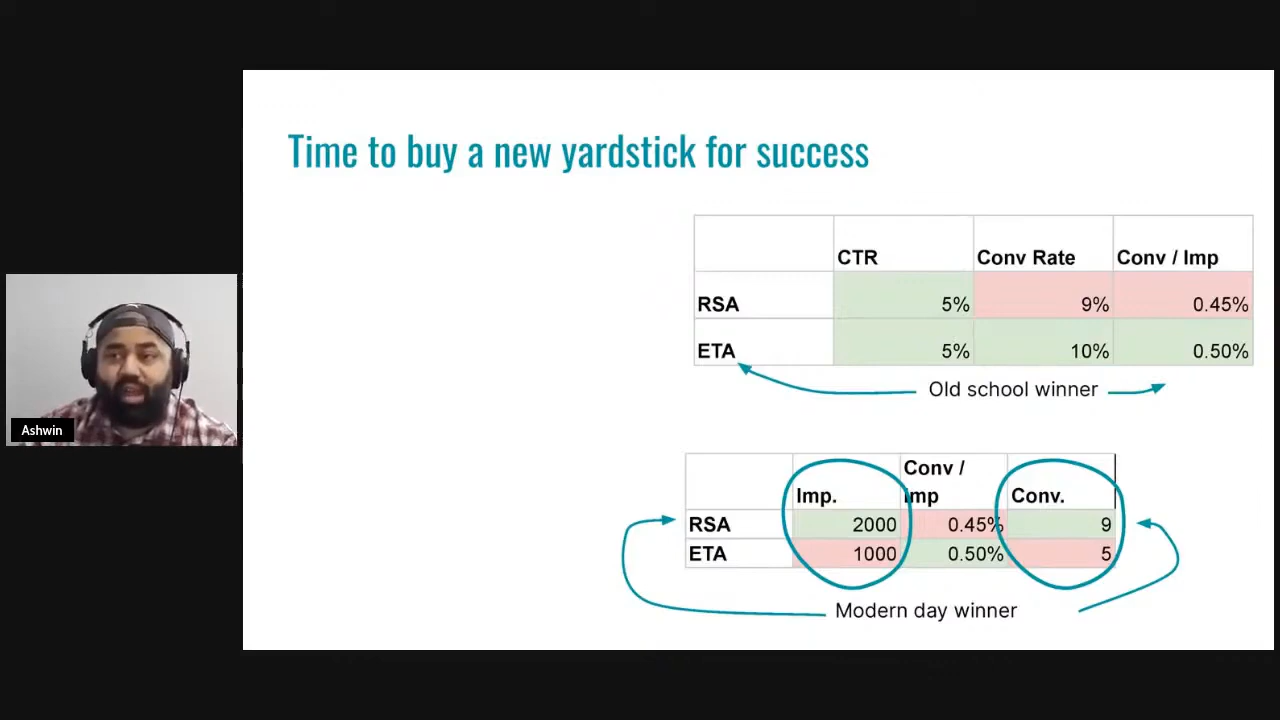 Time to buy a new yardstick for success
CTR Conv Rate Conv / Imp
RSA 5% 9% 0.45%
ETA 5% 10% 0.50%
Old school winner
Imp. Conv / Imp Conv.
RSA 2000 0.45% 9
ETA 1000 0.50% 5
Modern day winner
Ashwin